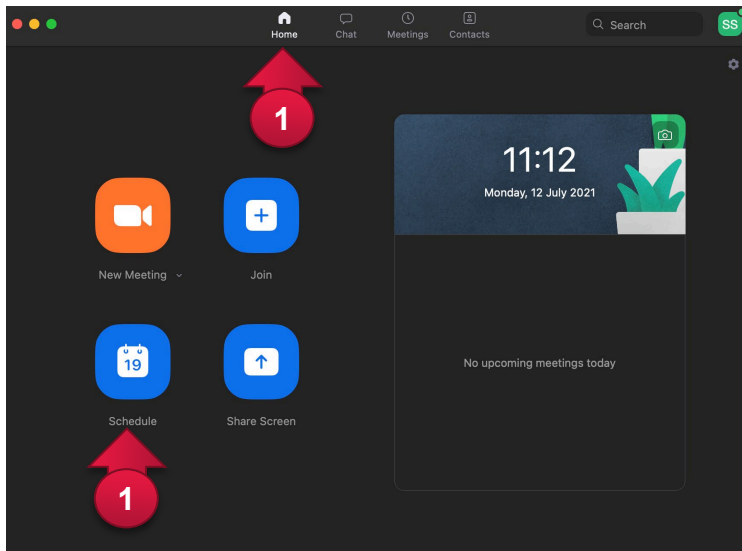 Home
Chat
Meetings
Contacts
Search
SS
1
11:12
Monday, 12 July 2021
New Meeting
Join
19
Schedule
Share Screen
No upcoming meetings today
1